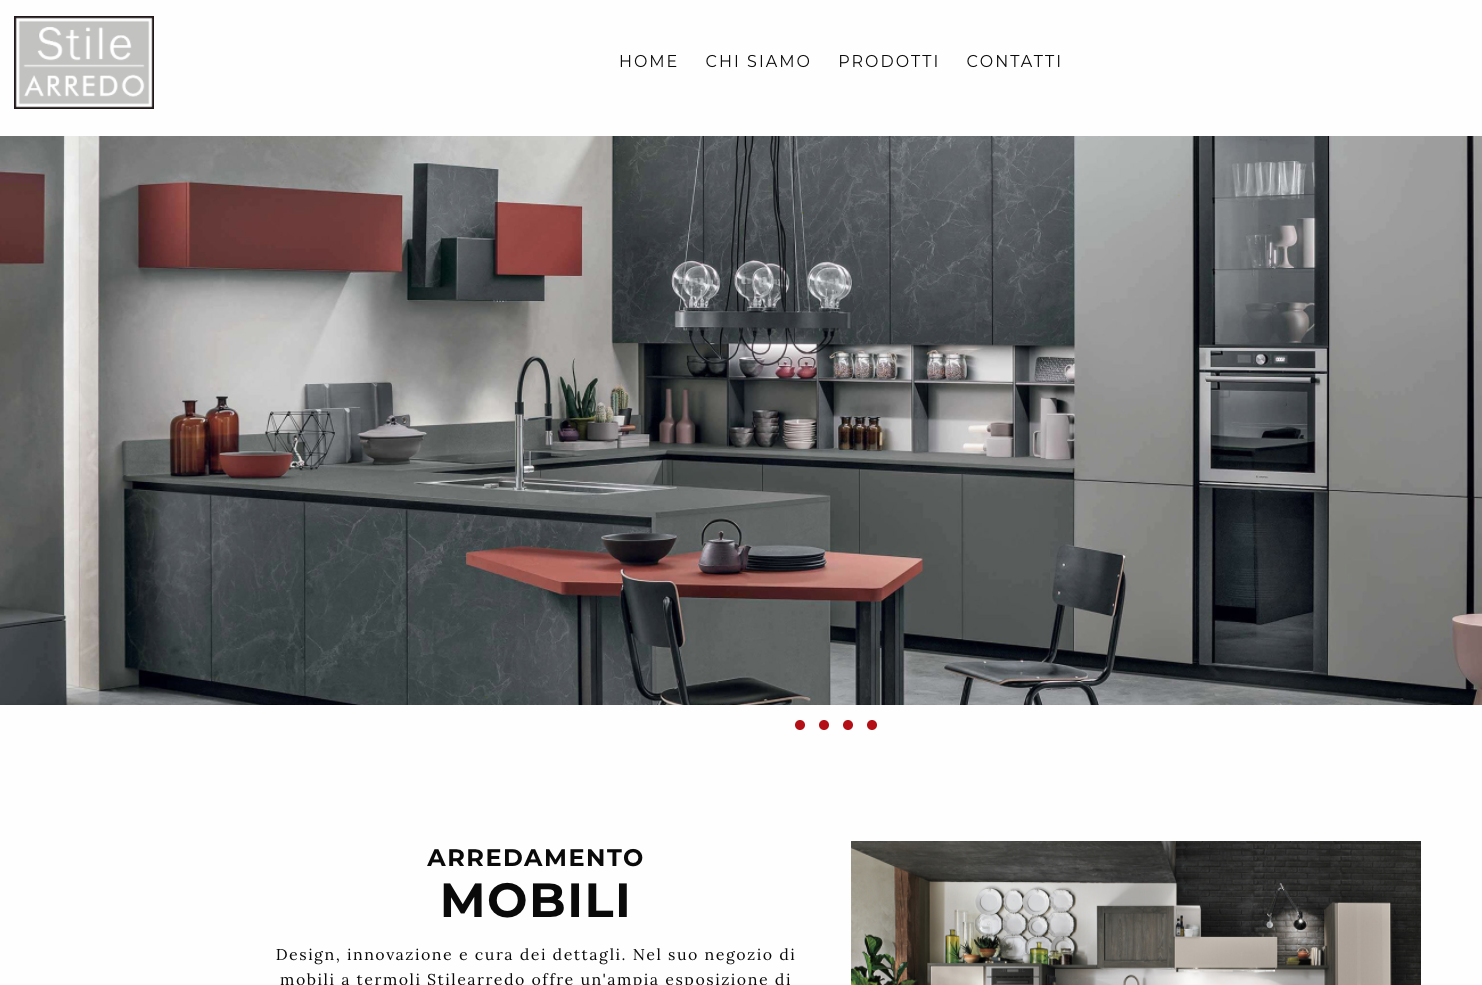 Stile
ARREDO
HOME CHI SIAMO PRODOTTI CONTATTI
ARREDAMENTO
MOBILI
Design, innovazione e cura dei dettagli. Nel suo negozio di
mobili a termoli Stilearredo offre un'ampia esposizione di